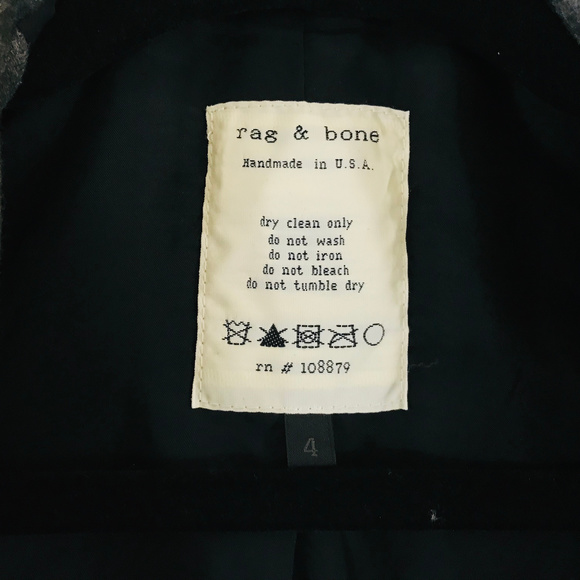 rag & bone
Handmade in U.S.A.
dry clean only
do not wash
do not iron
do not bleach
do not tumble dry
rn # 108879
4